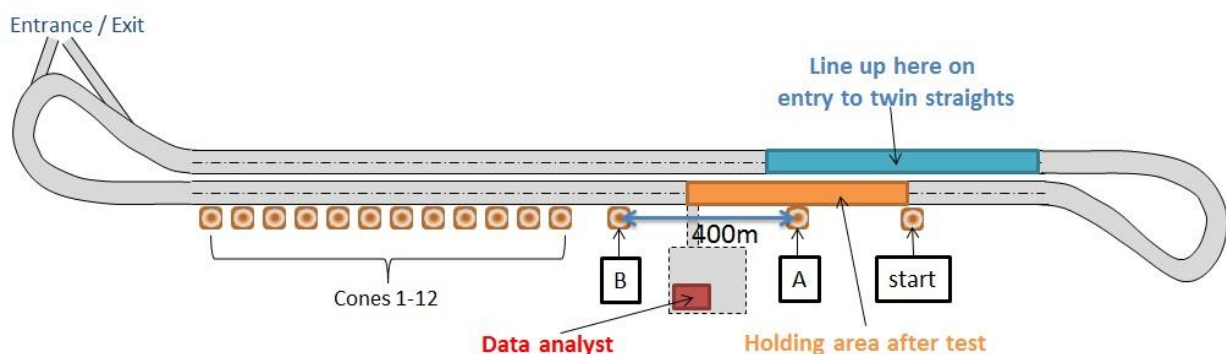 Entrance / Exit
Line up here on
entry to twin straights
400m
B
A
start
Cones 1-12
Data analyst
Holding area after test